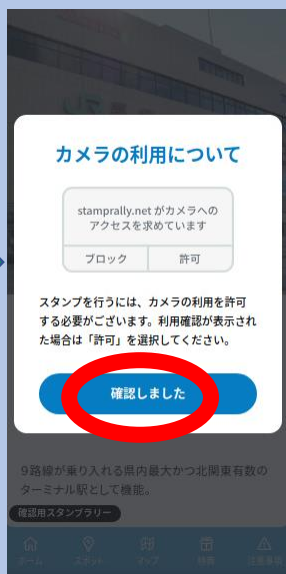 カメラの利用について
stamprally.net がカメラへの
アクセスを求めています
ブロック 許可
スタンプを行うには、カメラの利用を許可
する必要がございます。利用確認が表示され
た場合は「許可」を選択してください。
確認しました
9路線が乗り入れる県内最大かつ北関東有数の
ターミナル駅として機能。
確認用スタンプラリー
ホーム スポット マップ 特典 注意事項